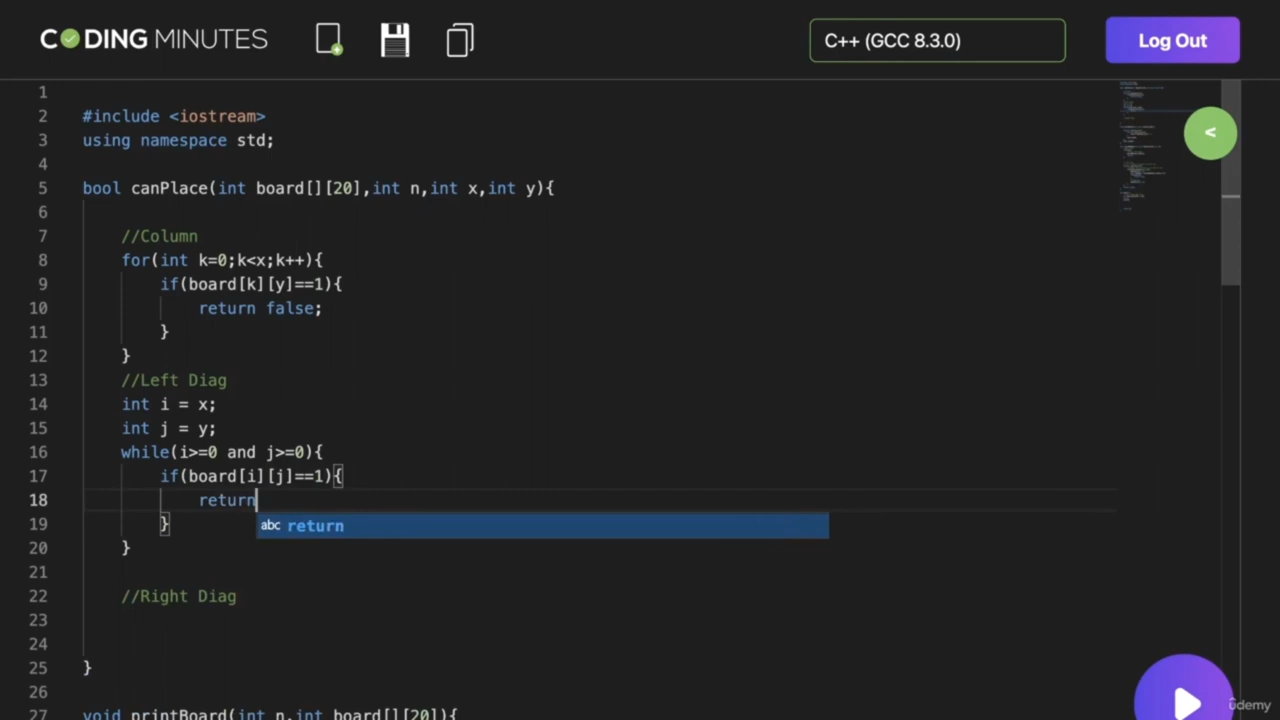 CODING MINUTES
C++ (GCC 8.3.0)
Log Out
<
1
2 #include <iostream>
3 using namespace std;
4
5 bool canPlace(int board[][20],int n,int x,int y){
6
7 //Column
8 for(int k=0;k<x;k++){
9 if(board[k][y]==1){
10 return false;
11 }
12 }
13 //Left Diag
14 int i = x;
15 int j = y;
16 while(i>=0 and j>=0){
17 if(board[i][j]==1){
18 return
19 }
abc return
20 }
21
22 //Right Diag
23
24
25 }
26
27 void printBoard(int n,int board[][20]){
ûdemy